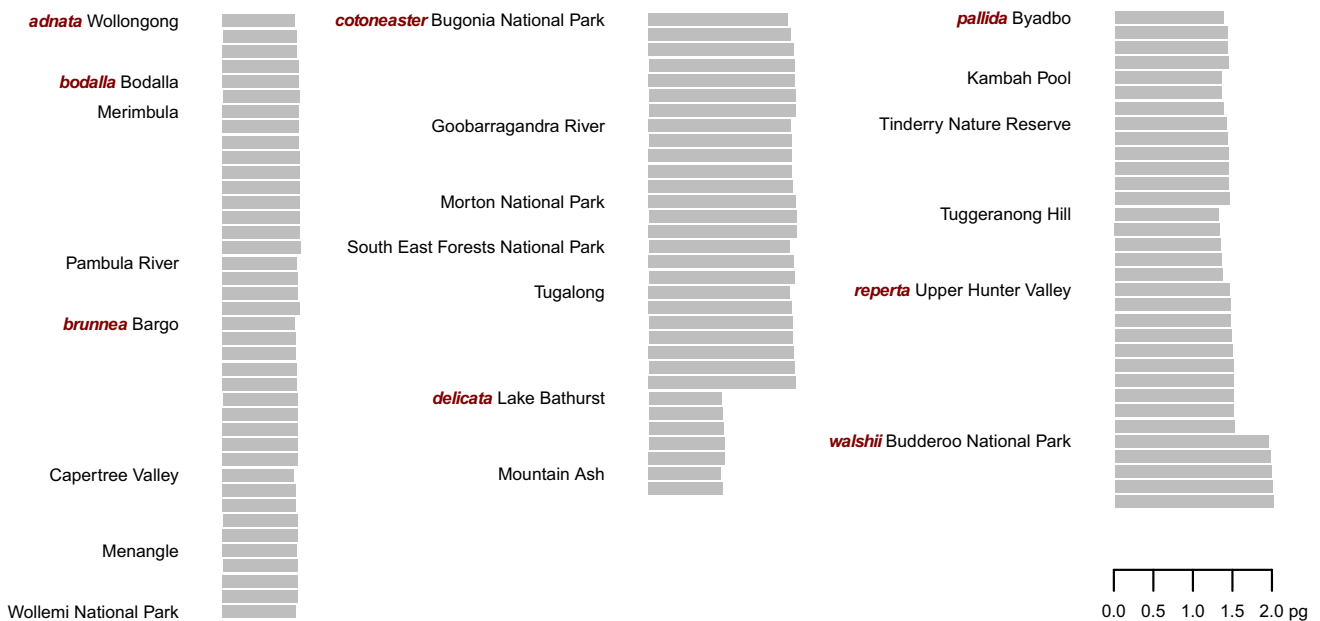 adnata Wollongong
bodalla Bodalla
Merimbula
Pambula River
brunnea Bargo
Capertree Valley
Menangle
Wollemi National Park
cotoneaster Bugonia National Park
Goobarragandra River
Morton National Park
South East Forests National Park
Tugalong
delicata Lake Bathurst
Mountain Ash
pallida Byadbo
Kambah Pool
Tinderry Nature Reserve
Tuggeranong Hill
reperta Upper Hunter Valley
walshii Budderoo National Park
0.0 0.5 1.0 1.5 2.0 pg